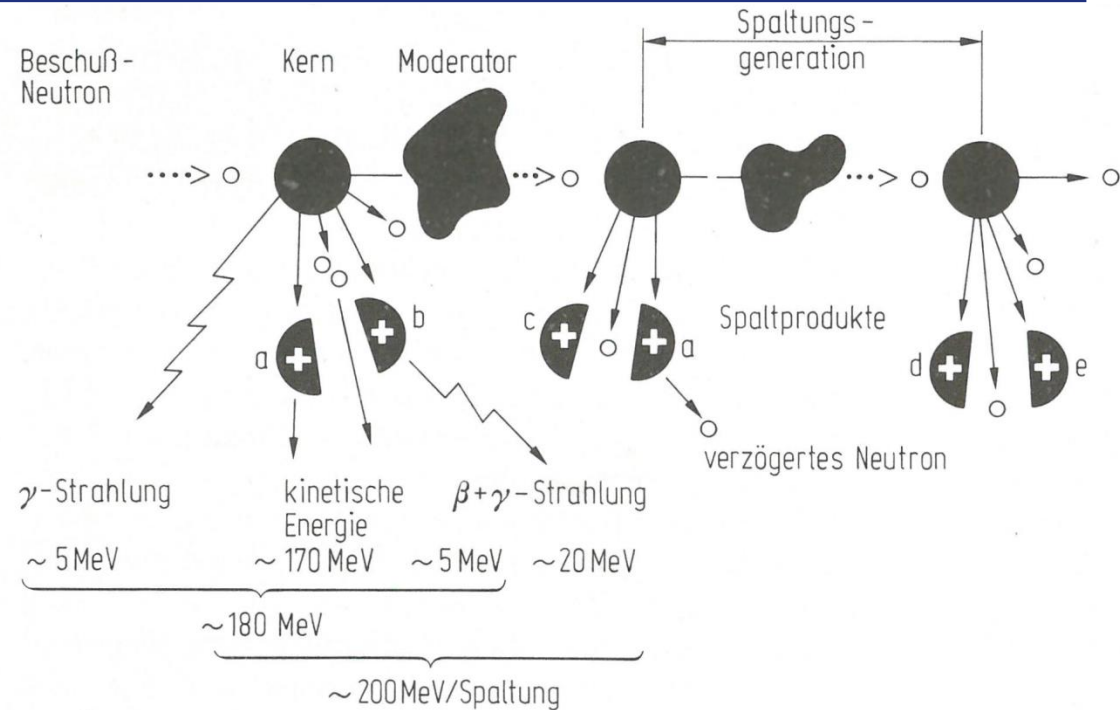 Beschuß-
Neutron
Kern
Moderator
Spaltungs-
generation
a
b
c
a
Spaltprodukte
d
e
verzögertes Neutron
γ-Strahlung
kinetische
Energie
β+γ-Strahlung
~ 5 MeV
~ 170 MeV
~ 5 MeV
~ 20 MeV
~ 180 MeV
~ 200 MeV/Spaltung